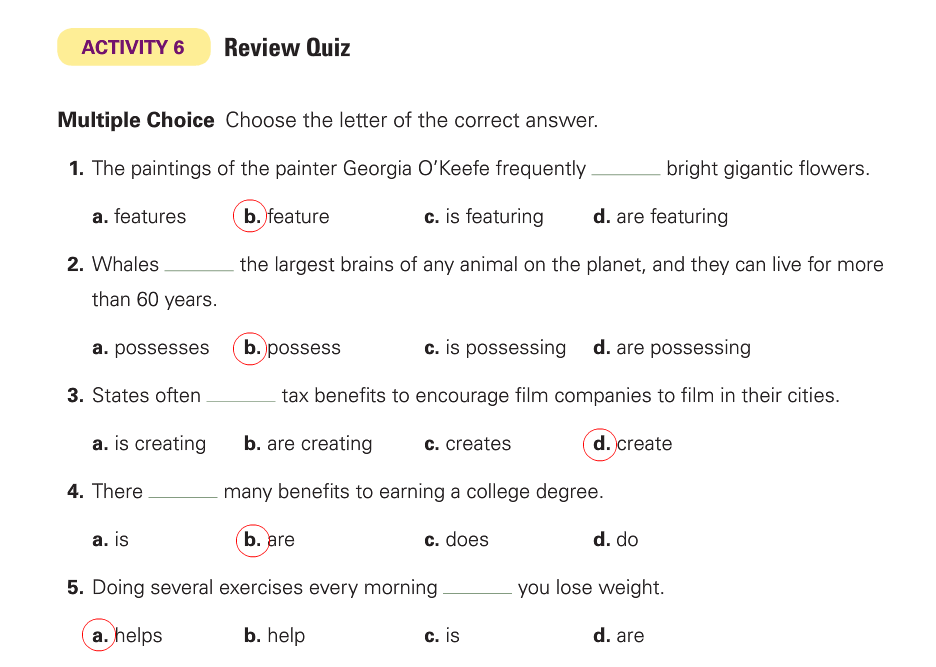 ACTIVITY 6 Review Quiz
Multiple Choice Choose the letter of the correct answer.
1. The paintings of the painter Georgia O’Keefe frequently ______ bright gigantic flowers.
a. features b. feature c. is featuring d. are featuring
2. Whales ______ the largest brains of any animal on the planet, and they can live for more
than 60 years.
a. possesses b. possess c. is possessing d. are possessing
3. States often ______ tax benefits to encourage film companies to film in their cities.
a. is creating b. are creating c. creates d. create
4. There ______ many benefits to earning a college degree.
a. is b. are c. does d. do
5. Doing several exercises every morning ______ you lose weight.
a. helps b. help c. is d. are